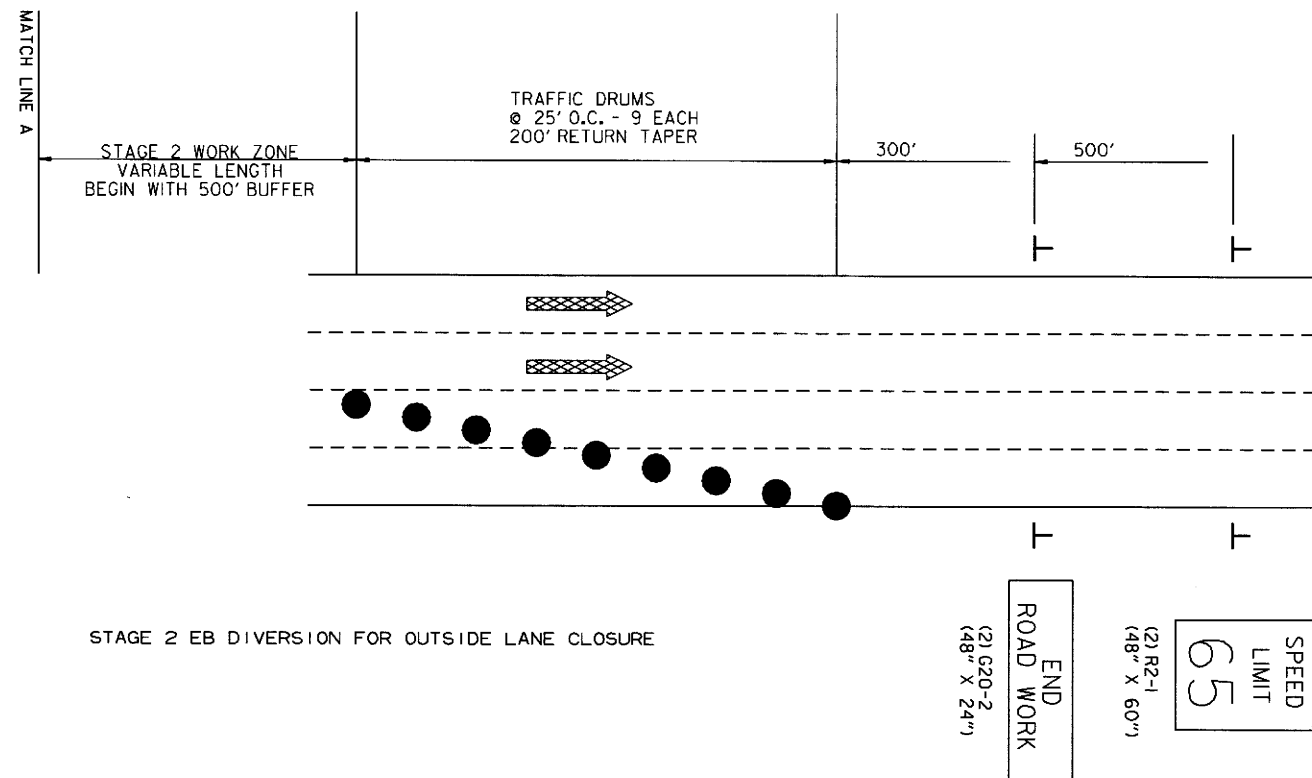 MATCH LINE A
STAGE 2 WORK ZONE
VARIABLE LENGTH
BEGIN WITH 500' BUFFER
TRAFFIC DRUMS
@ 25' O.C. - 9 EACH
200' RETURN TAPER
300'
500'
STAGE 2 EB DIVERSION FOR OUTSIDE LANE CLOSURE
END
ROAD WORK
(2) G20-2
(48" X 24")
SPEED
LIMIT
65
(2) R2-1
(48" X 60")